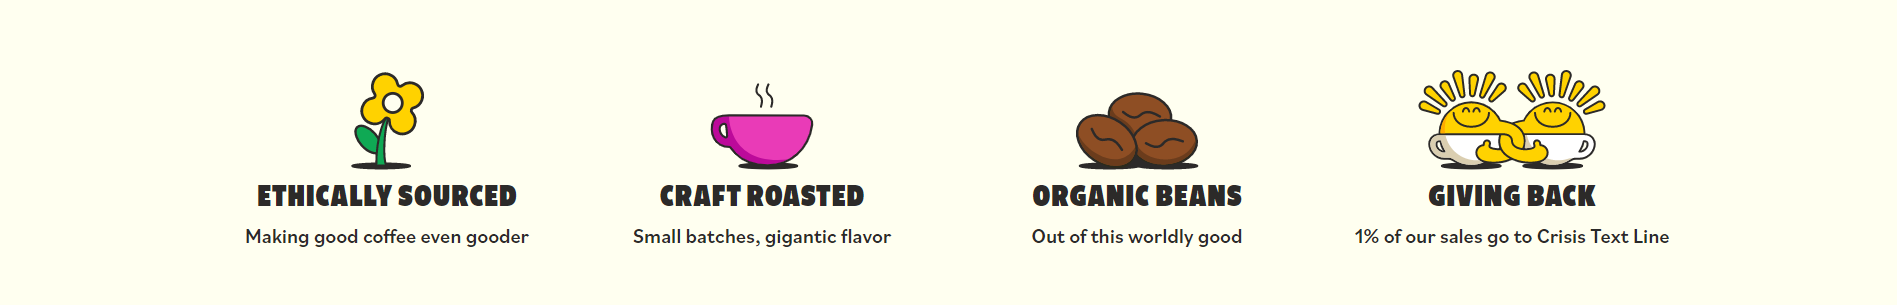 ETHICALLY SOURCED
Making good coffee even gooder
CRAFT ROASTED
Small batches, gigantic flavor
ORGANIC BEANS
Out of this worldly good
GIVING BACK
1% of our sales go to Crisis Text Line